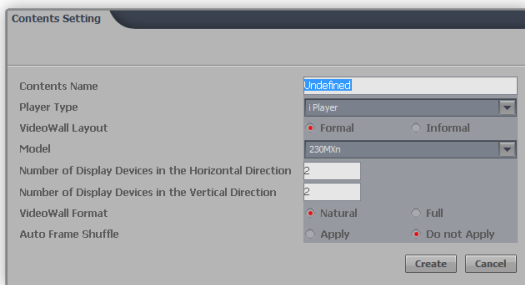 Contents Setting
Contents Name Undefined
Player Type i Player
VideoWall Layout Formal Informal
Model 230MXn
Number of Display Devices in the Horizontal Direction 2
Number of Display Devices in the Vertical Direction 2
VideoWall Format Natural Full
Auto Frame Shuffle Apply Do not Apply
Create Cancel